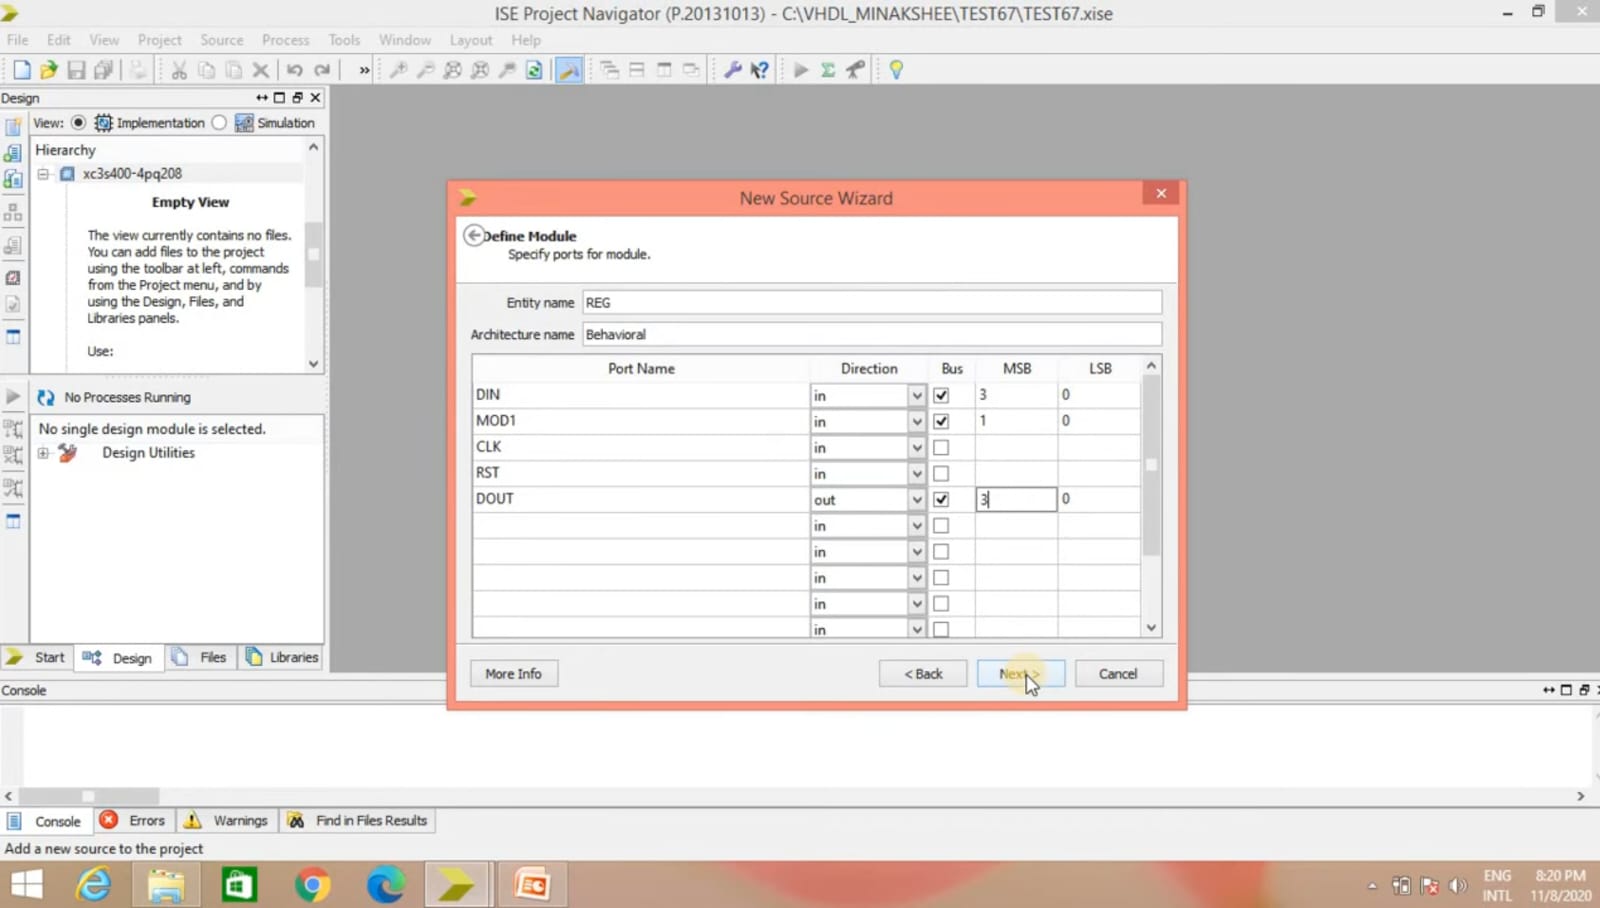 ISE Project Navigator (P.20131013) - C:\VHDL_MINAKSHEE\TEST67\TEST67.xise
File Edit View Project Source Process Tools Window Layout Help
»
Design
View: Implementation Simulation
Hierarchy
xc3s400-4pq208
Empty View
The view currently contains no files.
You can add files to the project
using the toolbar at left, commands
from the Project menu, and by
using the Design, Files, and
Libraries panels.
Use:
No Processes Running
No single design module is selected.
Design Utilities
Start Design Files Libraries
New Source Wizard
Define Module
Specify ports for module.
Entity name REG
Architecture name Behavioral
Port Name Direction Bus MSB LSB
DIN in 3 0
MOD1 in 1 0
CLK in
RST in
DOUT out 3 0
in
in
in
in
in
More Info < Back Next > Cancel
Console
Console Errors Warnings Find in Files Results
Add a new source to the project
ENG 8:20 PM
INTL 11/8/2020